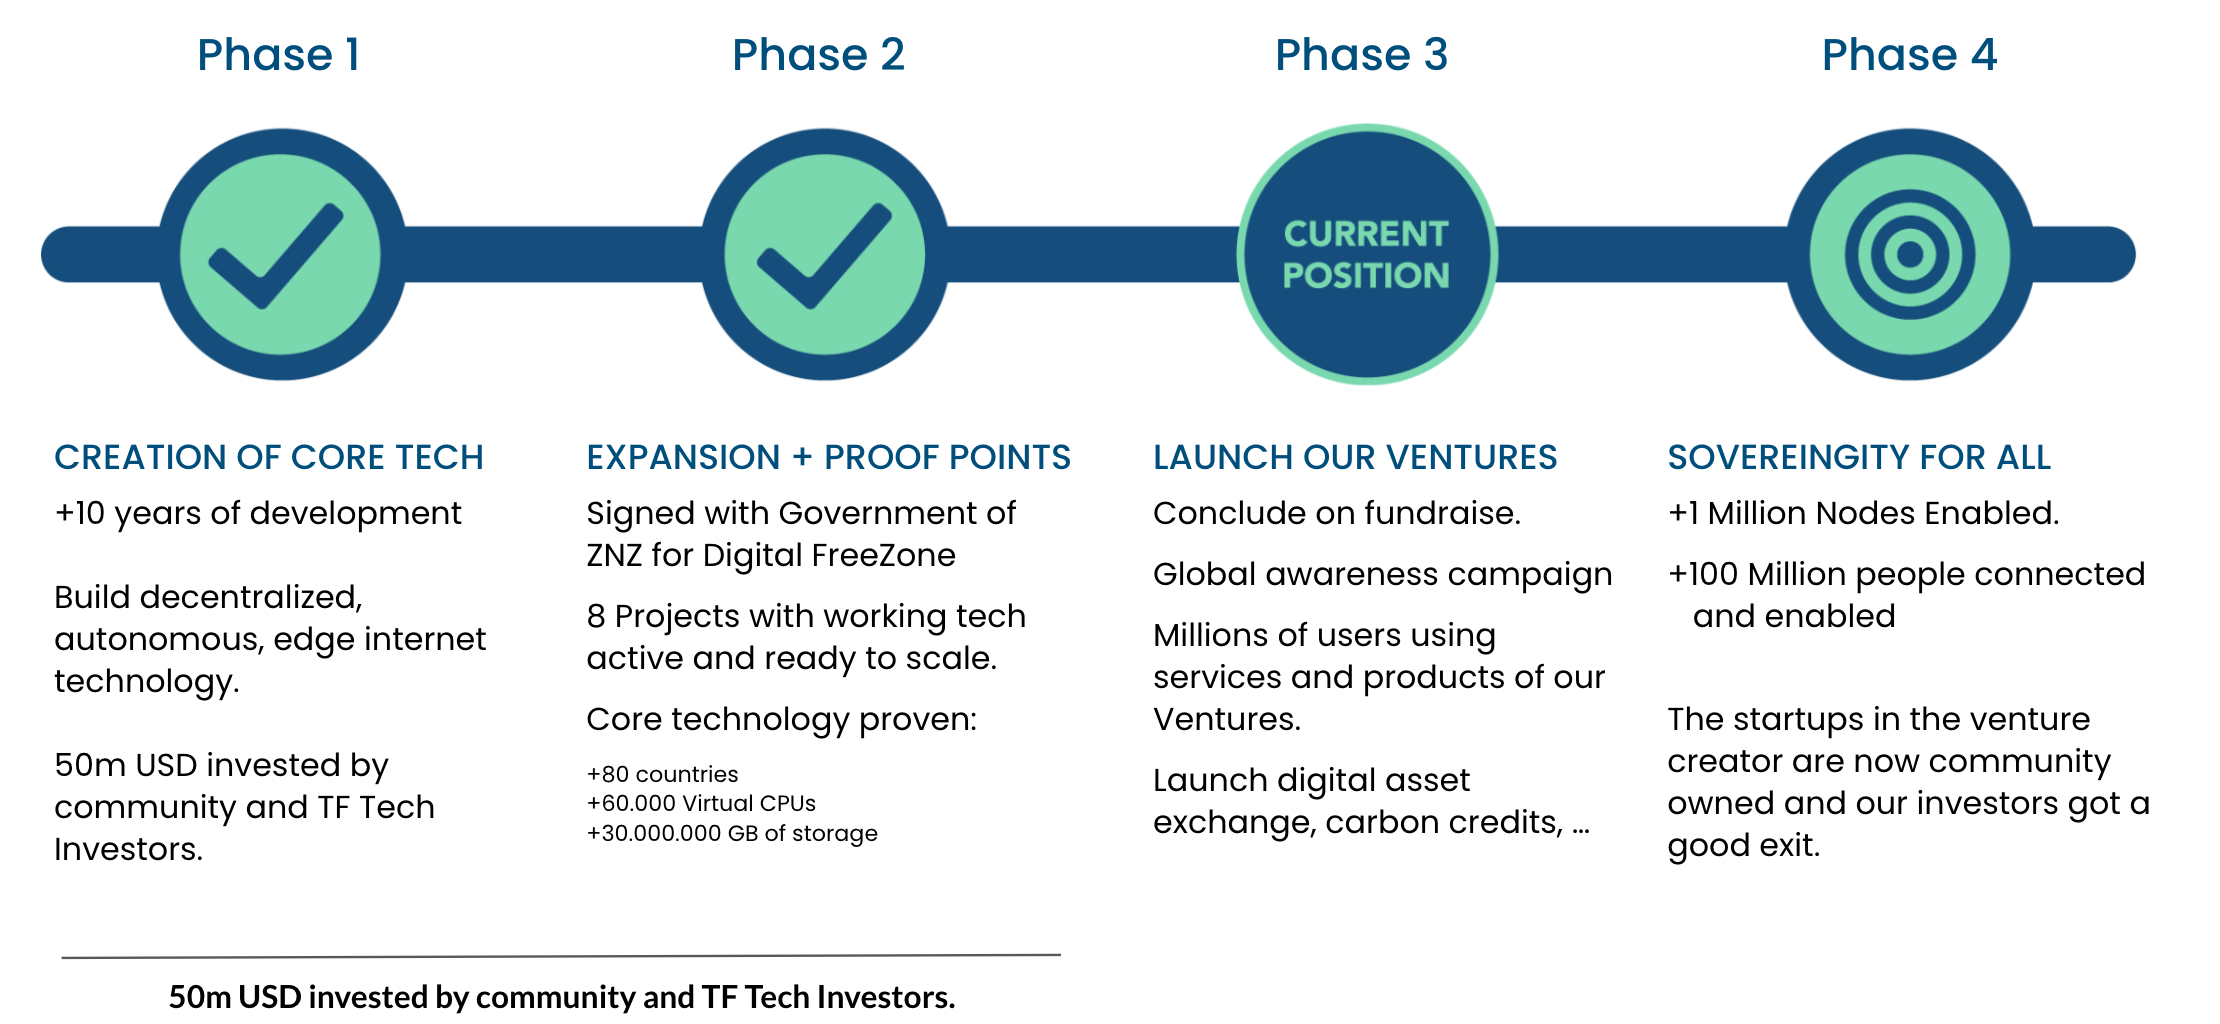 Phase 1
Phase 2
Phase 3
Phase 4
CURRENT
POSITION
CREATION OF CORE TECH
+10 years of development
Build decentralized,
autonomous, edge internet
technology.
50m USD invested by
community and TF Tech
Investors.
EXPANSION + PROOF POINTS
Signed with Government of
ZNZ for Digital FreeZone
8 Projects with working tech
active and ready to scale.
Core technology proven:
+80 countries
+60.000 Virtual CPUs
+30.000.000 GB of storage
LAUNCH OUR VENTURES
Conclude on fundraise.
Global awareness campaign
Millions of users using
services and products of our
Ventures.
Launch digital asset
exchange, carbon credits, ...
SOVEREINGITY FOR ALL
+1 Million Nodes Enabled.
+100 Million people connected
and enabled
The startups in the venture
creator are now community
owned and our investors got a
good exit.
50m USD invested by community and TF Tech Investors.